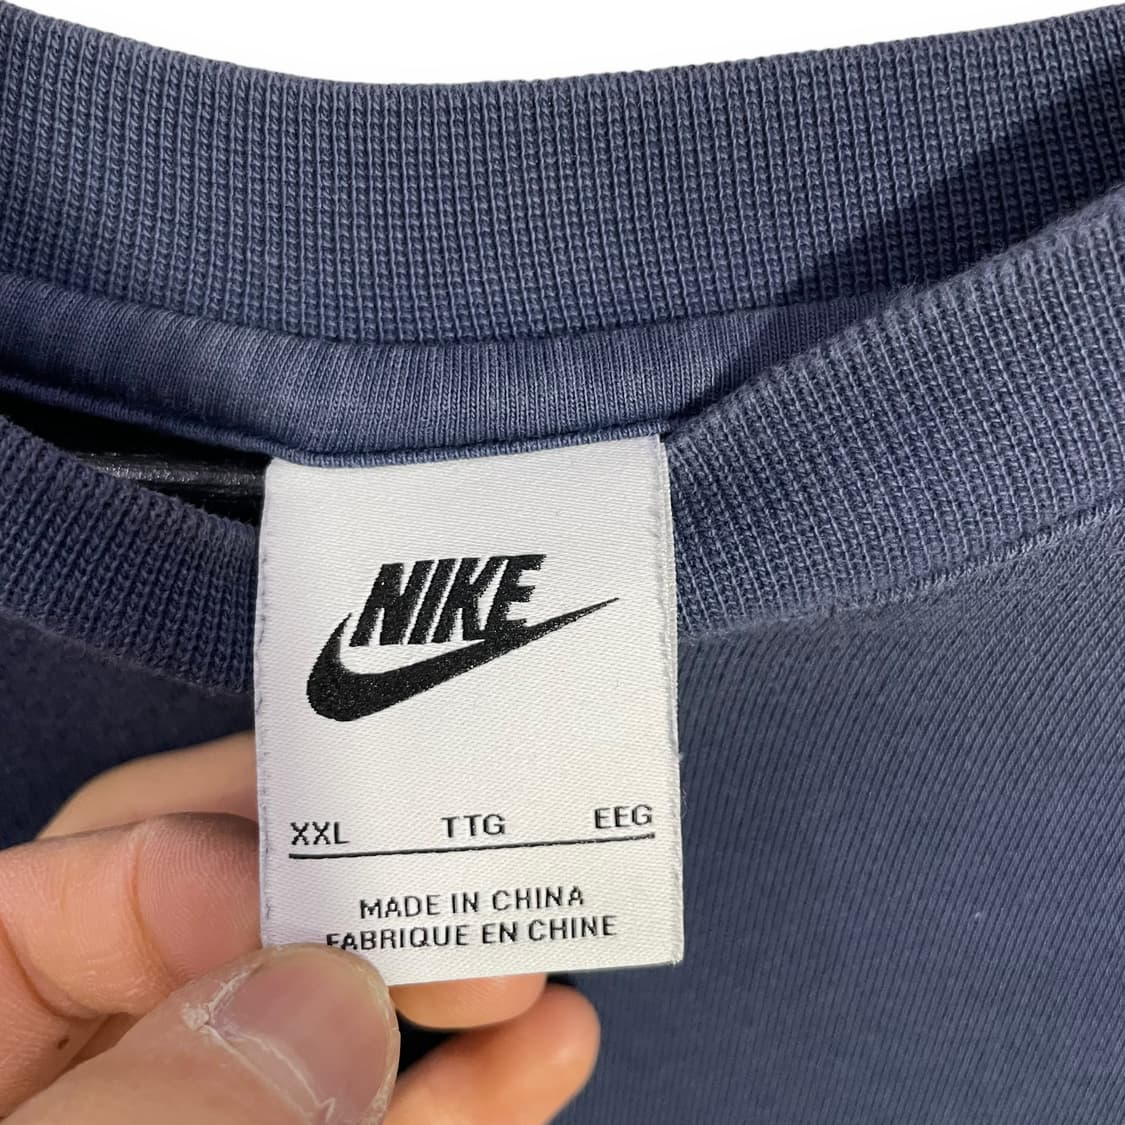 NIKE
XXL TTG EEG
MADE IN CHINA
FABRIQUE EN CHINE